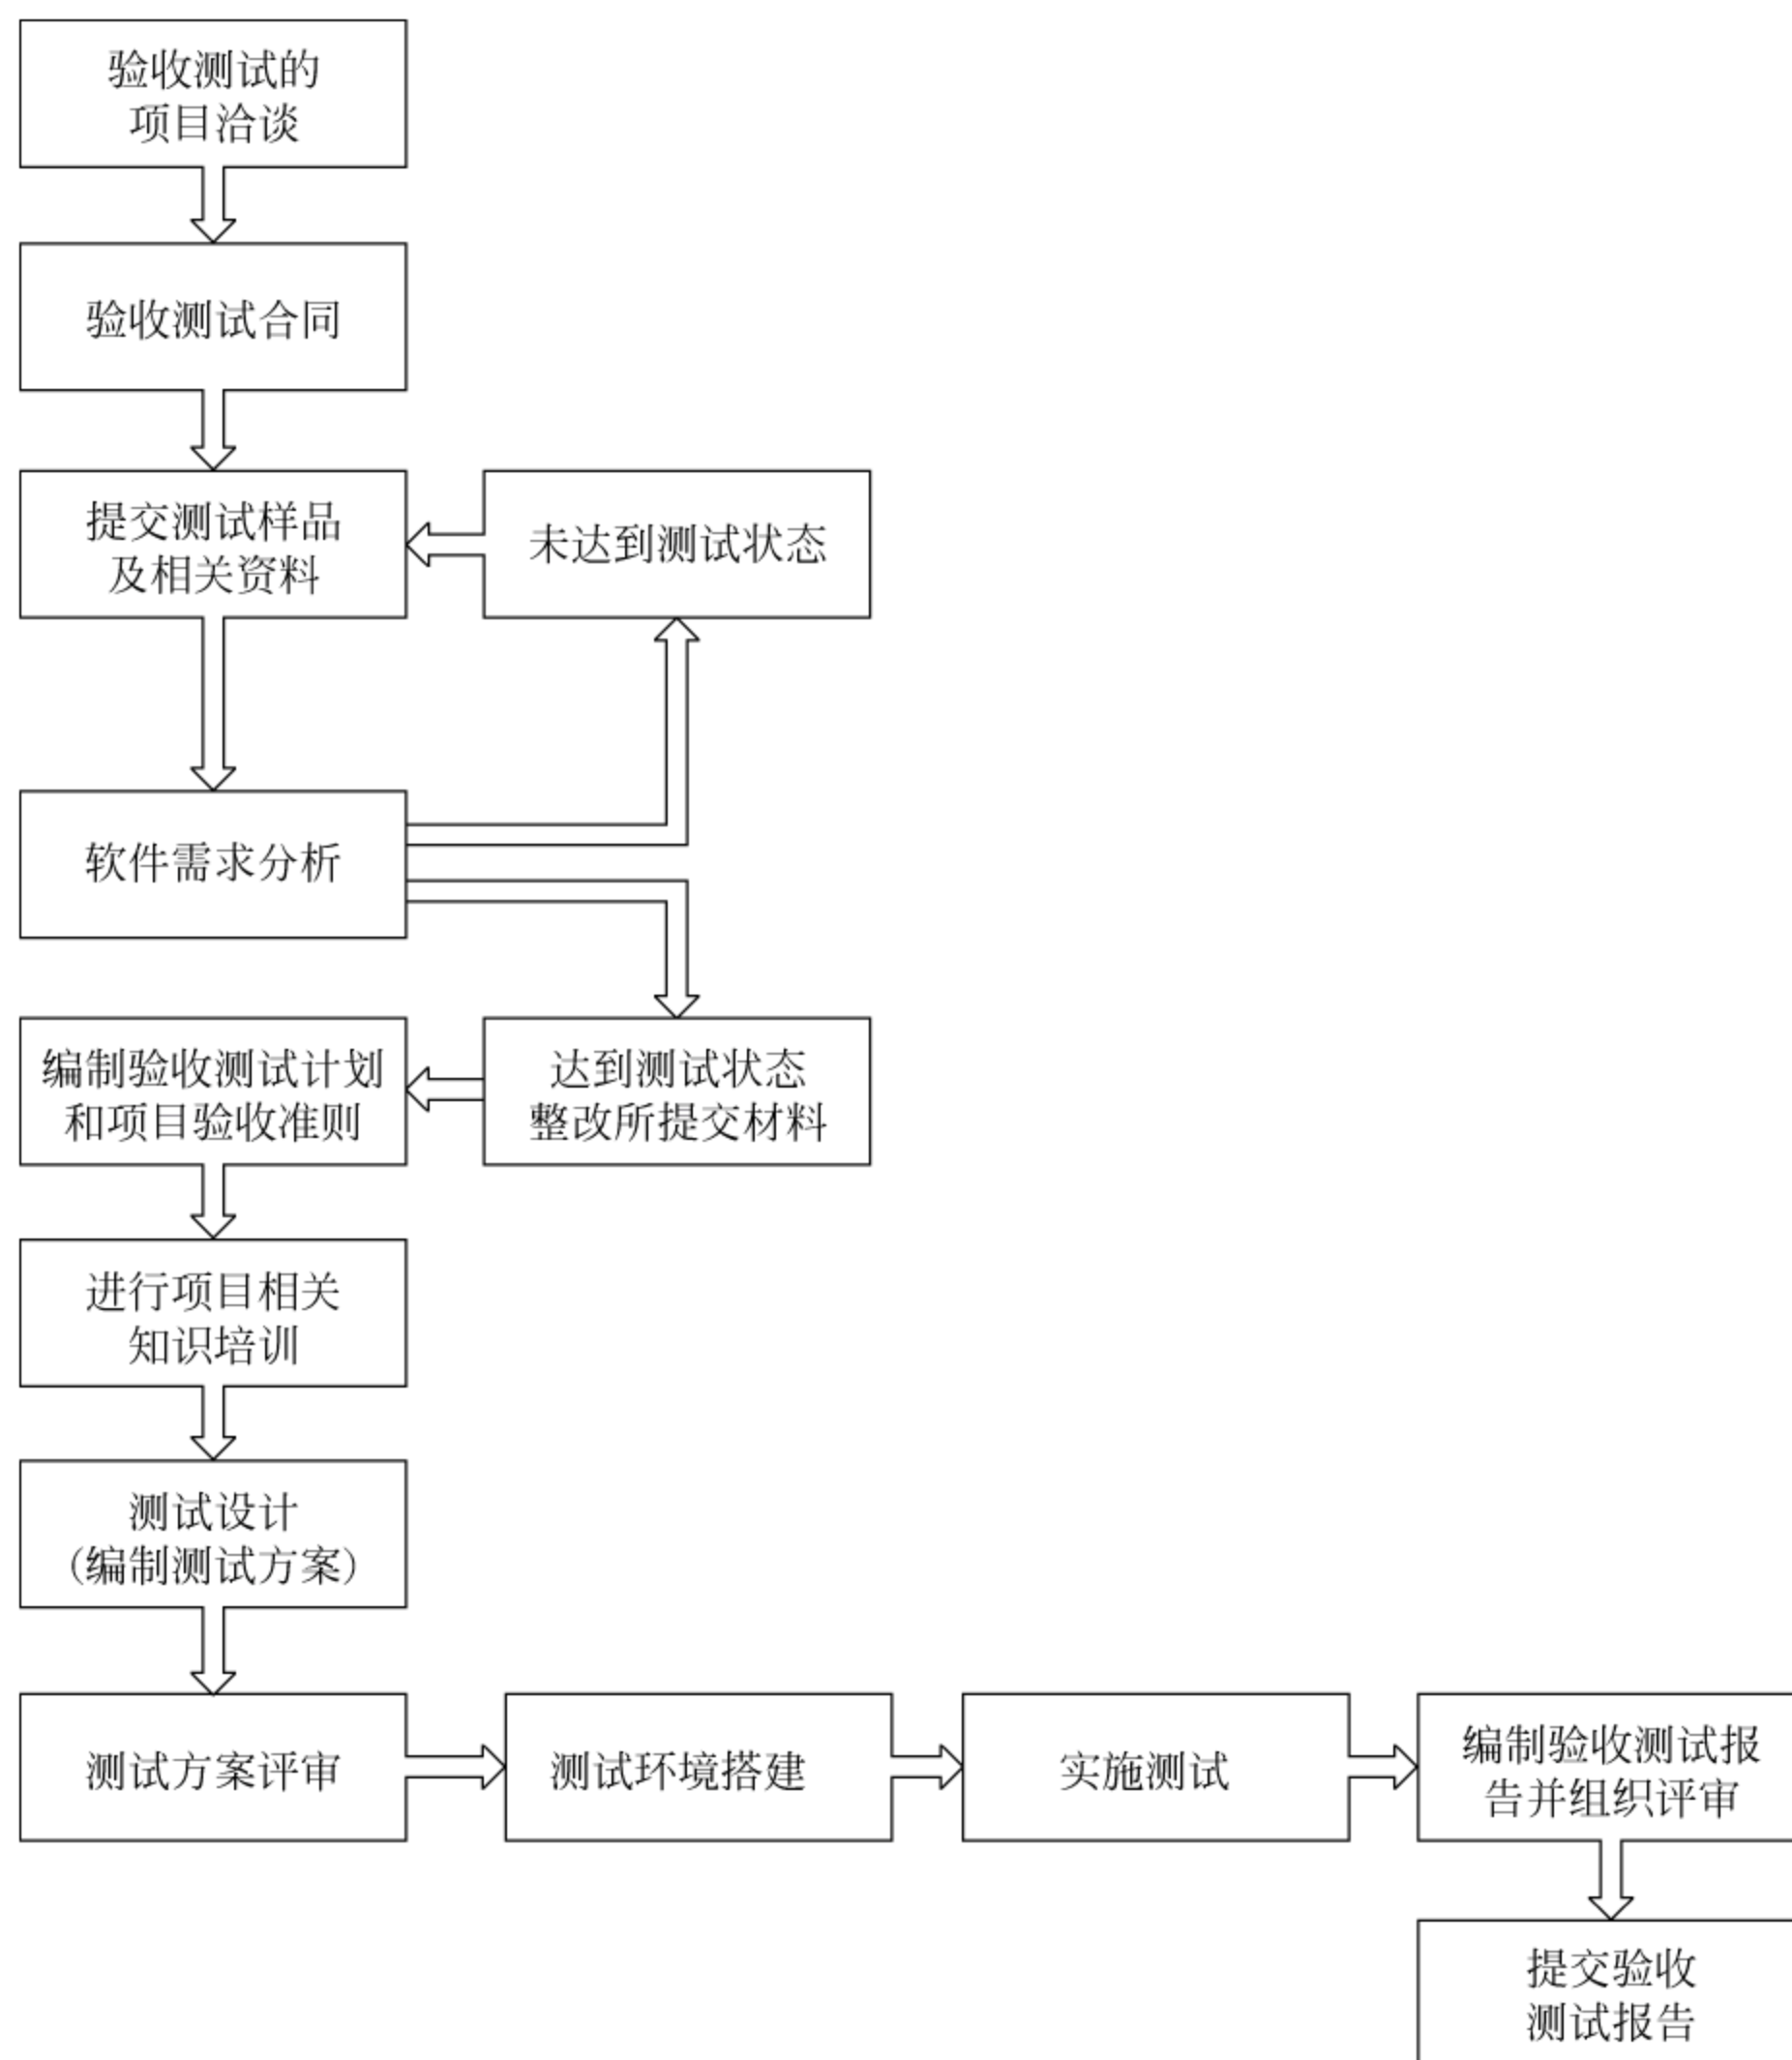 验收测试的
项目洽谈
验收测试合同
提交测试样品
及相关资料
未达到测试状态
软件需求分析
编制验收测试计划
和项目验收准则
达到测试状态
整改所提交材料
进行项目相关
知识培训
测试设计
(编制测试方案)
测试方案评审
测试环境搭建
实施测试
编制验收测试报
告并组织评审
提交验收
测试报告